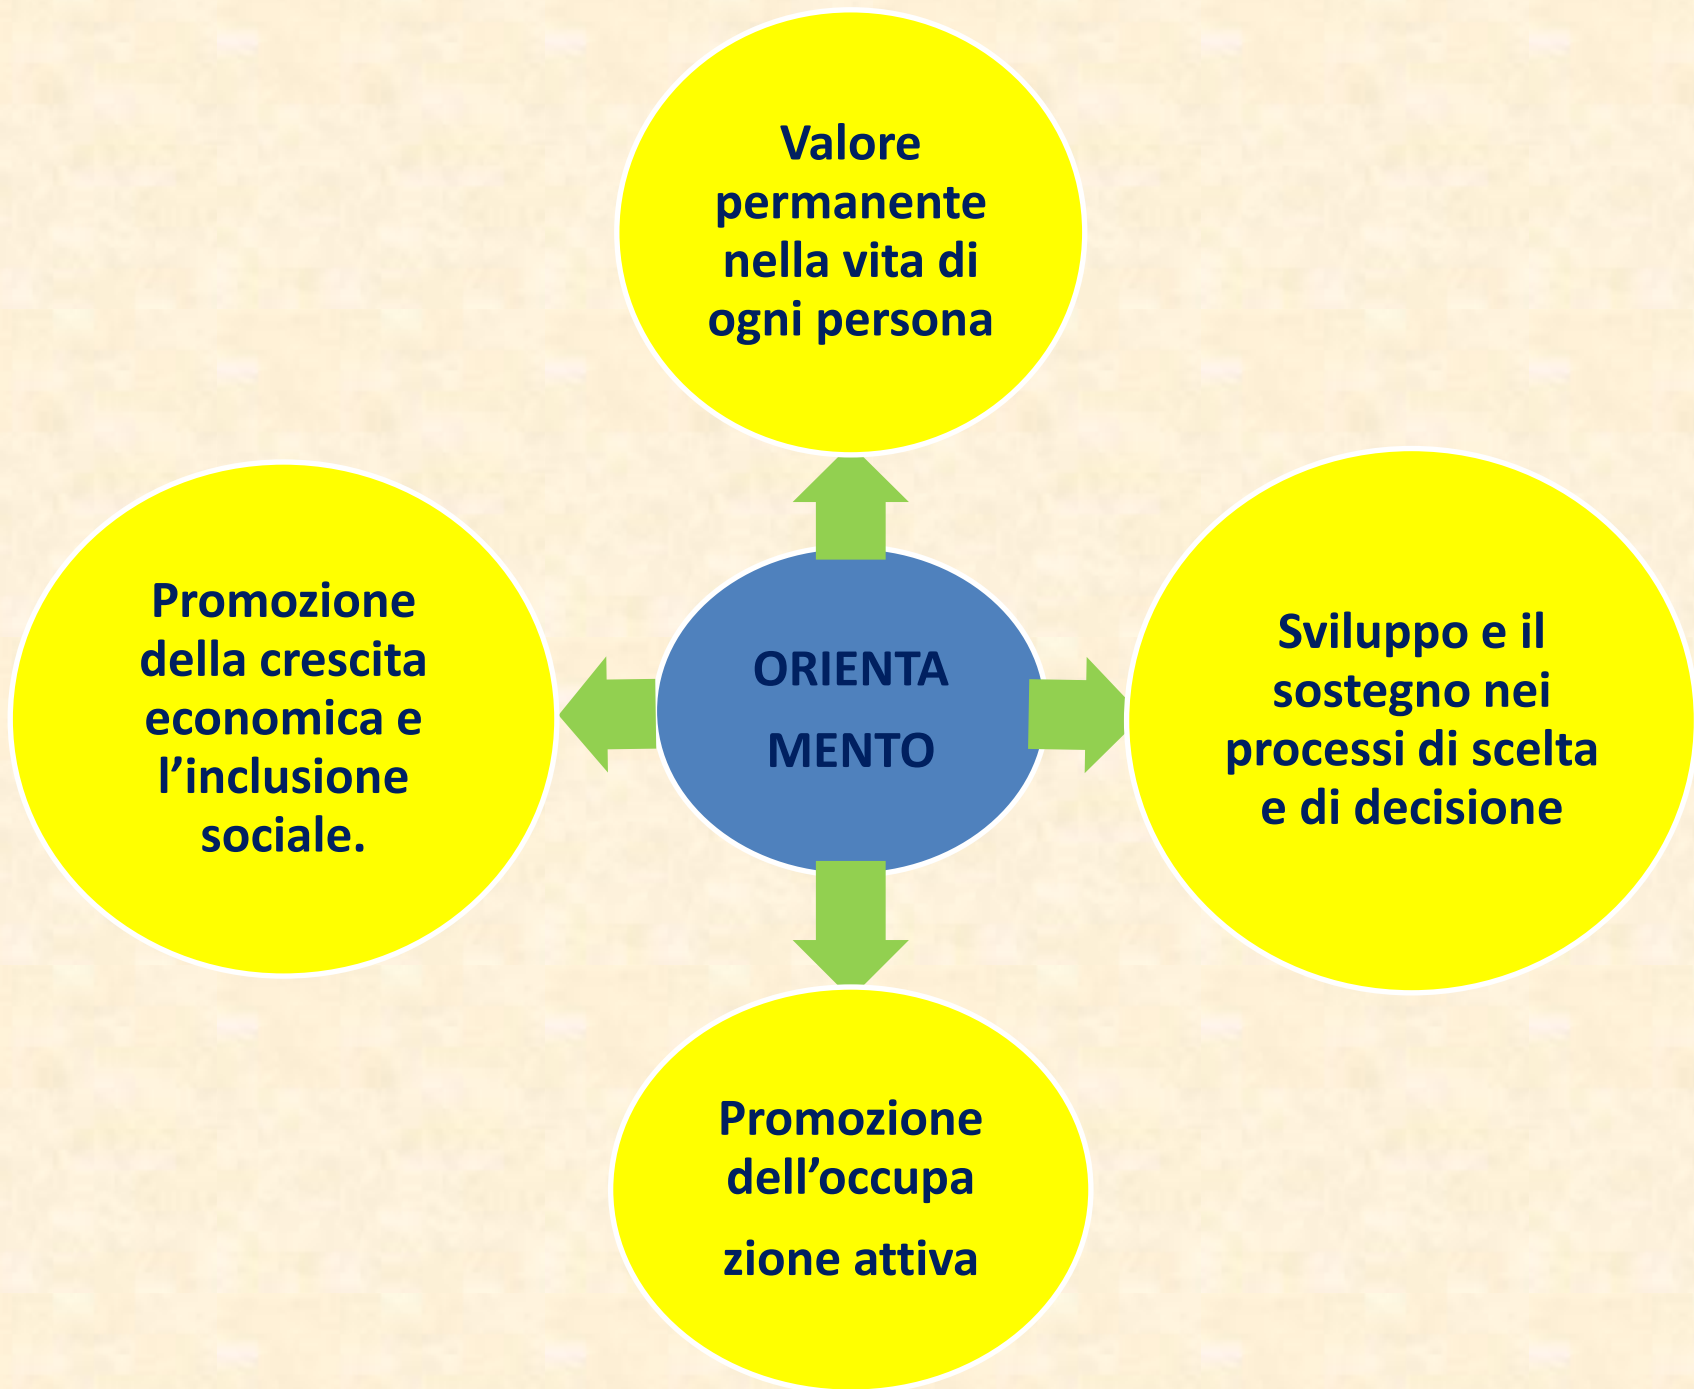 Valore
permanente
nella vita di
ogni persona
Promozione
della crescita
economica e
l’inclusione
sociale.
ORIENTA
MENTO
Sviluppo e il
sostegno nei
processi di scelta
e di decisione
Promozione
dell’occupa
zione attiva